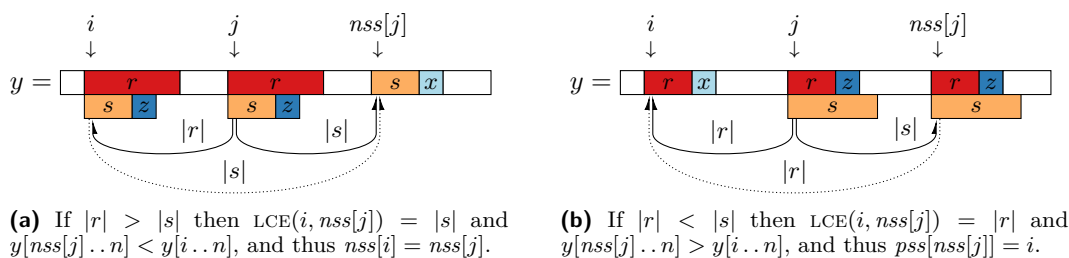 i j nss[j] i j nss[j]
↓ ↓ ↓ ↓ ↓ ↓
y = r r s x y = r x r z r z
s z s z s s
|r| |s| |r| |s|
|s| |r|
(a) If |r| > |s| then LCE(i, nss[j]) = |s| and
y[nss[j] . . n] < y[i . . n], and thus nss[i] = nss[j].
(b) If |r| < |s| then LCE(i, nss[j]) = |r| and
y[nss[j] . . n] > y[i . . n], and thus pss[nss[j]] = i.